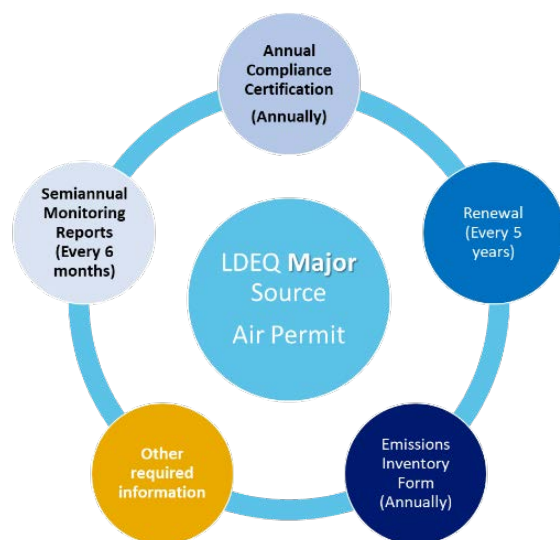 Annual
Compliance
Certification
(Annually)
Semiannual
Monitoring
Reports
(Every 6
months)
Renewal
(Every 5
years)
LDEQ Major
Source
Air Permit
Other
required
information
Emissions
Inventory
Form
(Annually)